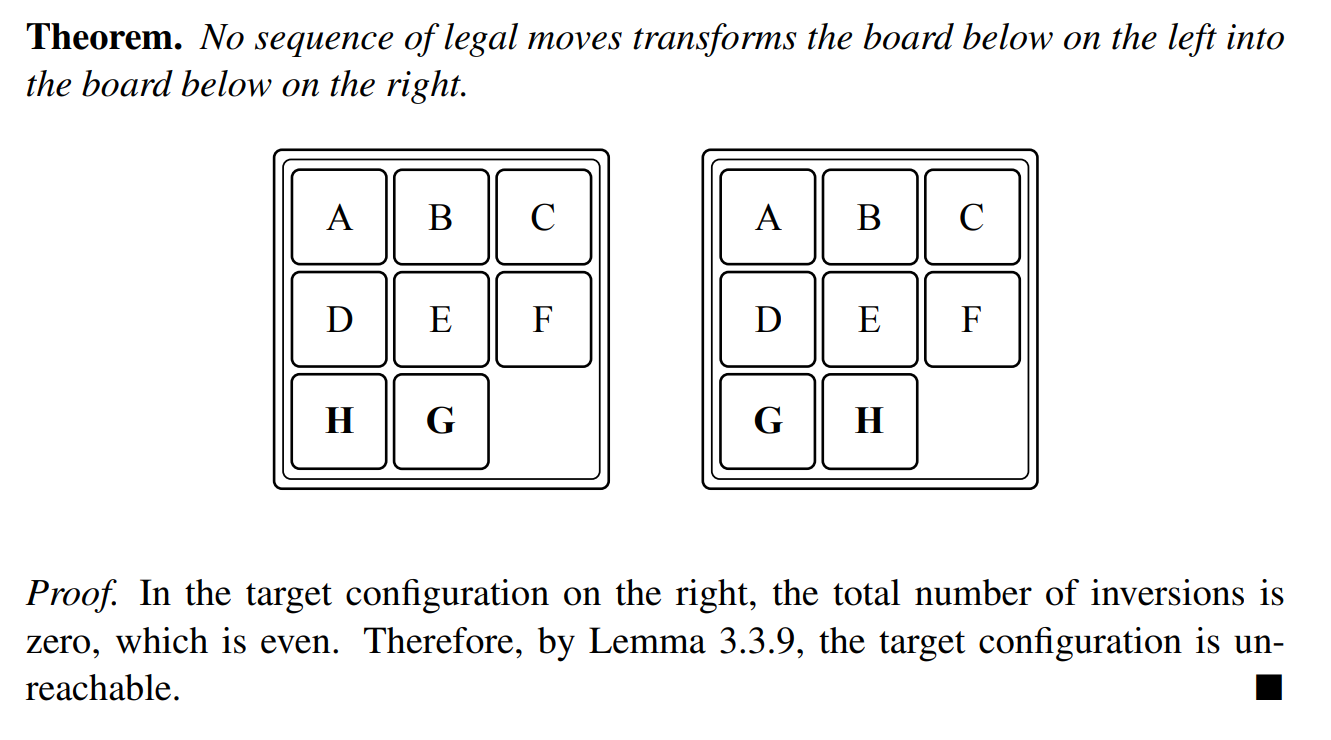 Theorem. No sequence of legal moves transforms the board below on the left into
the board below on the right.
A B C
D E F
H G
A B C
D E F
G H
Proof. In the target configuration on the right, the total number of inversions is
zero, which is even. Therefore, by Lemma 3.3.9, the target configuration is un-
reachable. ■